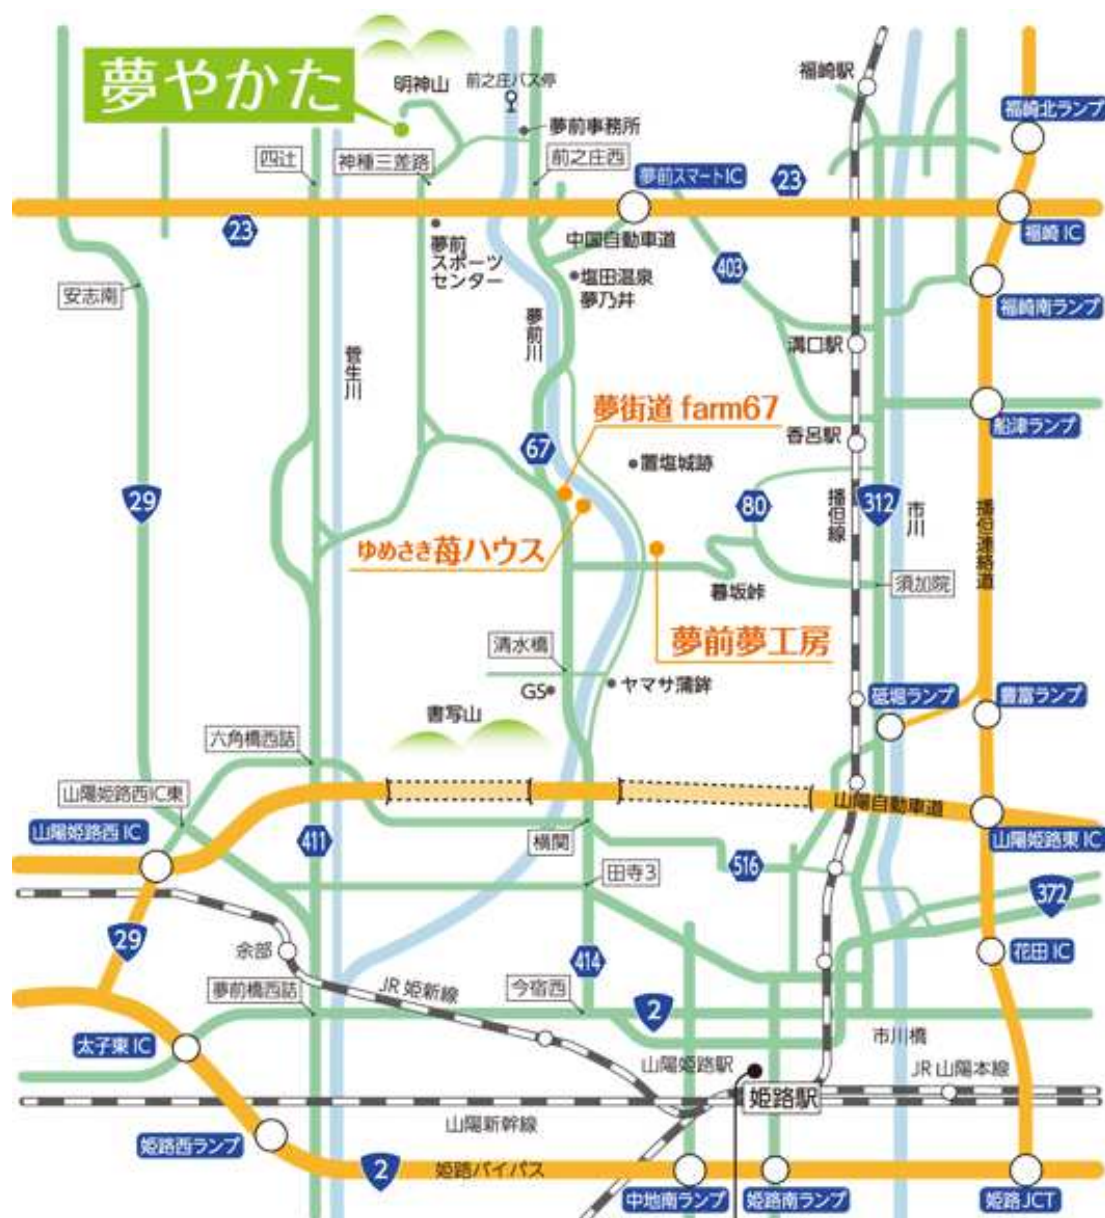 夢やかた
明神山
前之庄バス停
福崎駅
福崎北ランプ
夢前事務所
四辻
神種三差路
前之庄西
夢前スマートIC
23
23
福崎 IC
夢前
スポーツ
センター
中国自動車道
403
塩田温泉
夢乃井
安志南
福崎南ランプ
夢前川
菅生川
溝口駅
夢街道 farm67
船津ランプ
香呂駅
67
置塩城跡
29
80
播但線
312
市川
播但連絡道
ゆめさき苺ハウス
暮坂峠
須加院
夢前夢工房
清水橋
GS
ヤマサ蒲鉾
砥堀ランプ
豊富ランプ
書写山
六角橋西詰
山陽姫路西IC東
山陽自動車道
山陽姫路西 IC
411
横関
山陽姫路東 IC
516
田寺3
372
29
余部
414
花田 IC
JR 姫新線
夢前橋西詰
今宿西
2
太子東 IC
市川橋
山陽姫路駅
JR 山陽本線
姫路駅
山陽新幹線
姫路西ランプ
2
姫路バイパス
中地南ランプ
姫路南ランプ
姫路JCT